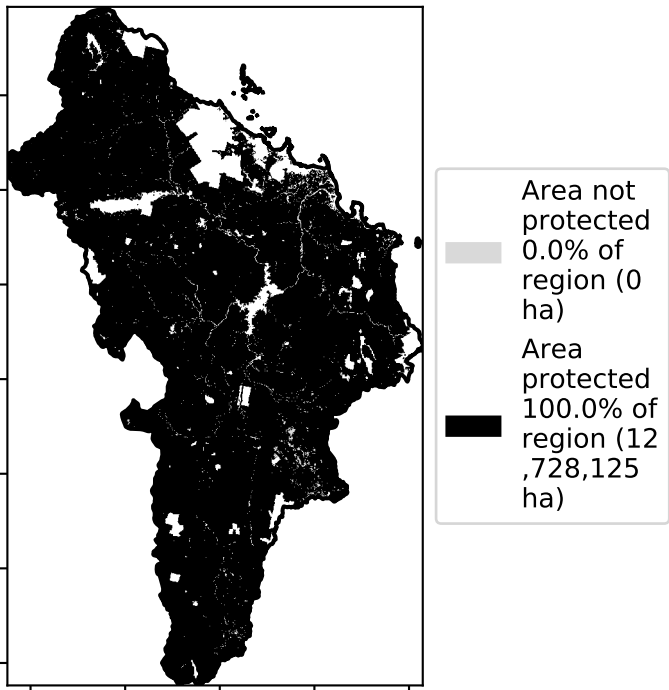 Area not
protected
0.0% of
region (0
ha)
Area
protected
100.0% of
region (12
,728,125
ha)